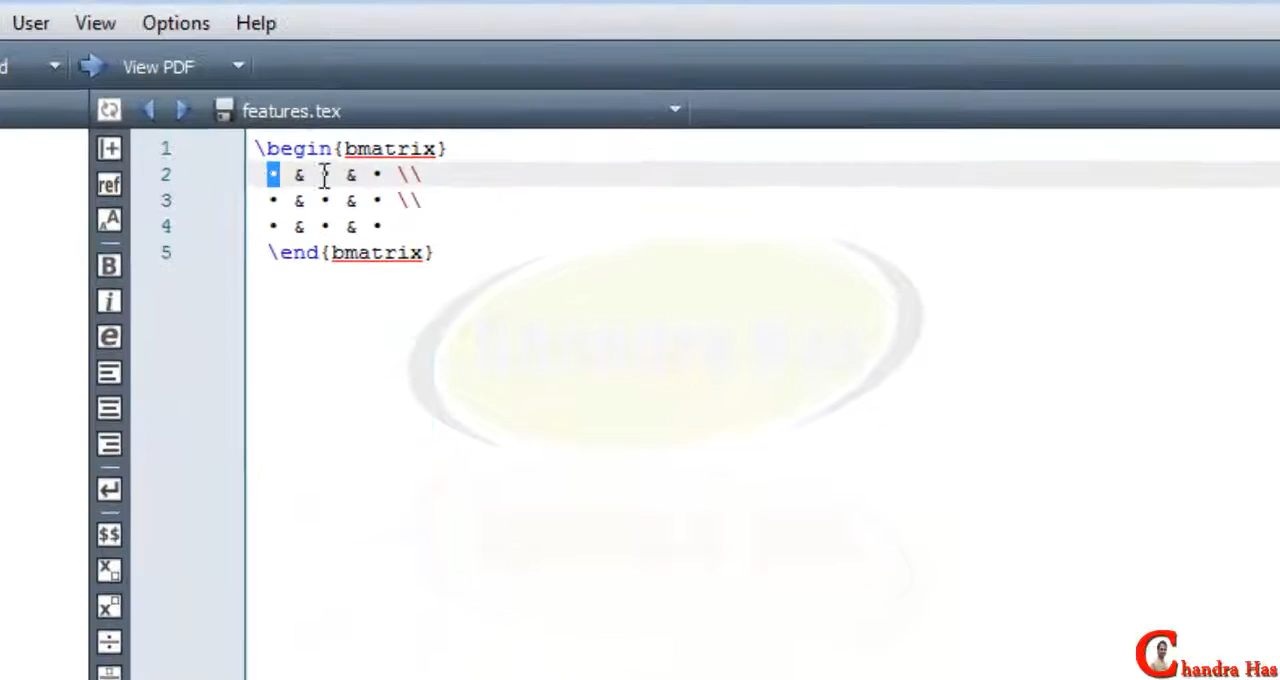 User View Options Help
d View PDF
features.tex
1 \begin{bmatrix}
2 • & • & • \\
3 • & • & • \\
4 • & • & •
5 \end{bmatrix}
ref
A A
B
i
e
$$
x
x
÷
Chandra Has